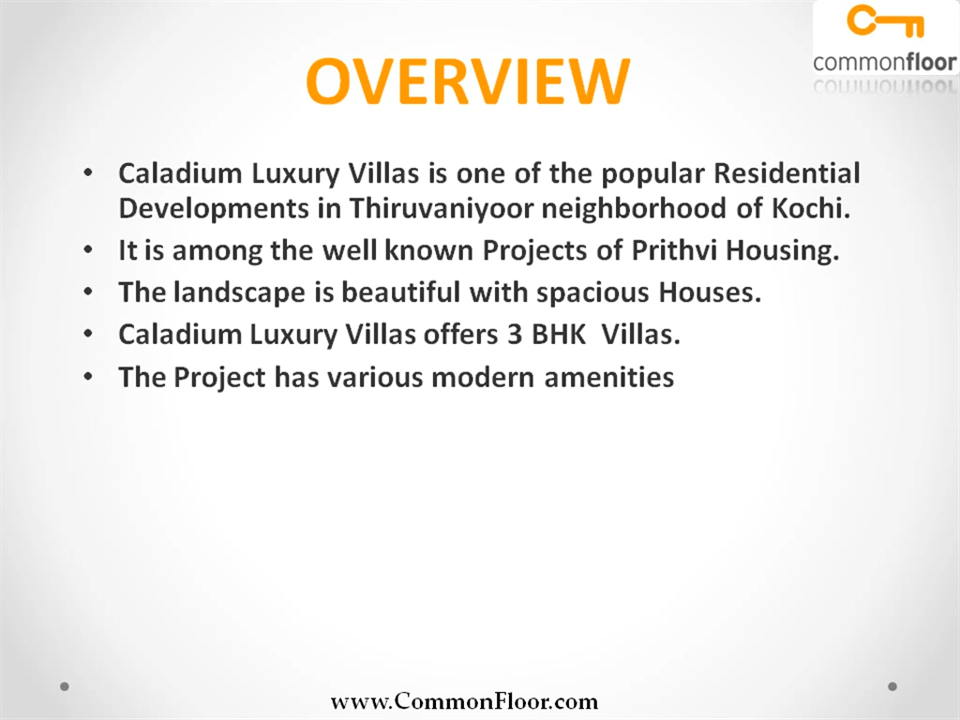 commonfloor
OVERVIEW
• Caladium Luxury Villas is one of the popular Residential
Developments in Thiruvaniyoor neighborhood of Kochi.
• It is among the well known Projects of Prithvi Housing.
• The landscape is beautiful with spacious Houses.
• Caladium Luxury Villas offers 3 BHK  Villas.
• The Project has various modern amenities
www.CommonFloor.com